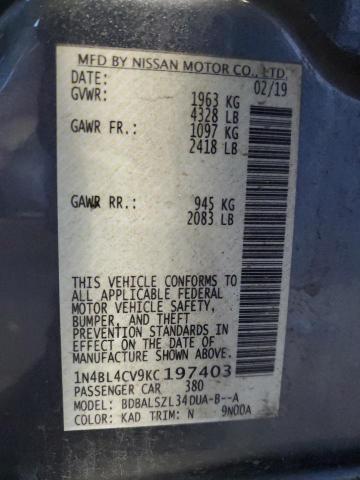 MFD BY NISSAN MOTOR CO., LTD.
DATE: 02/19
GVWR: 1963 KG
4328 LB
GAWR FR: 1097 KG
2418 LB
GAWR RR: 945 KG
2083 LB
THIS VEHICLE CONFORMS TO
ALL APPLICABLE FEDERAL
MOTOR VEHICLE SAFETY,
BUMPER, AND THEFT
PREVENTION STANDARDS IN
EFFECT ON THE DATE OF
MANUFACTURE SHOWN ABOVE.
1N4BL4CV9KC197403
PASSENGER CAR 380
MODEL: BDBALSZL34DUA-B--A
COLOR: KAD TRIM: N 9N0DA